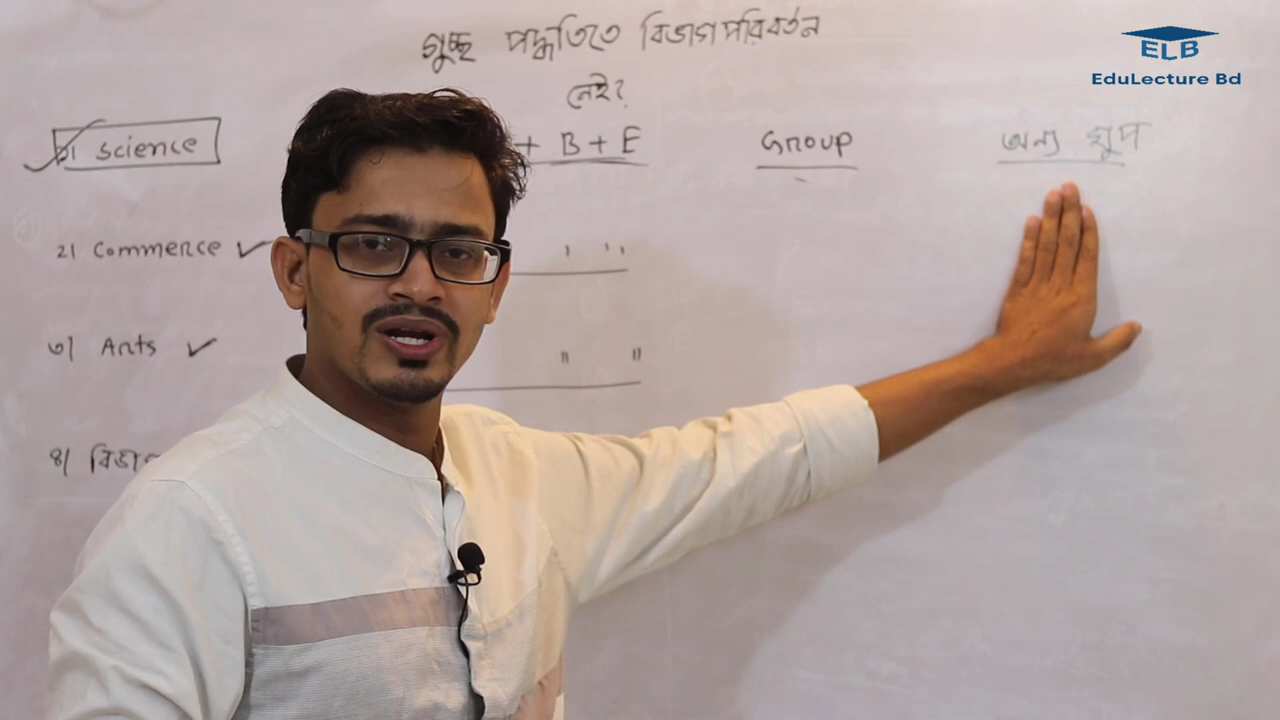 গুচ্ছ পদ্ধতিতে বিভাগ পরিবর্তন
নেই?
ELB
EduLecture Bd
১। Science + B + E Group অন্য গ্রুপ
২। Commerce ✓ " "
৩। Arts ✓ " "
৪। বিভা